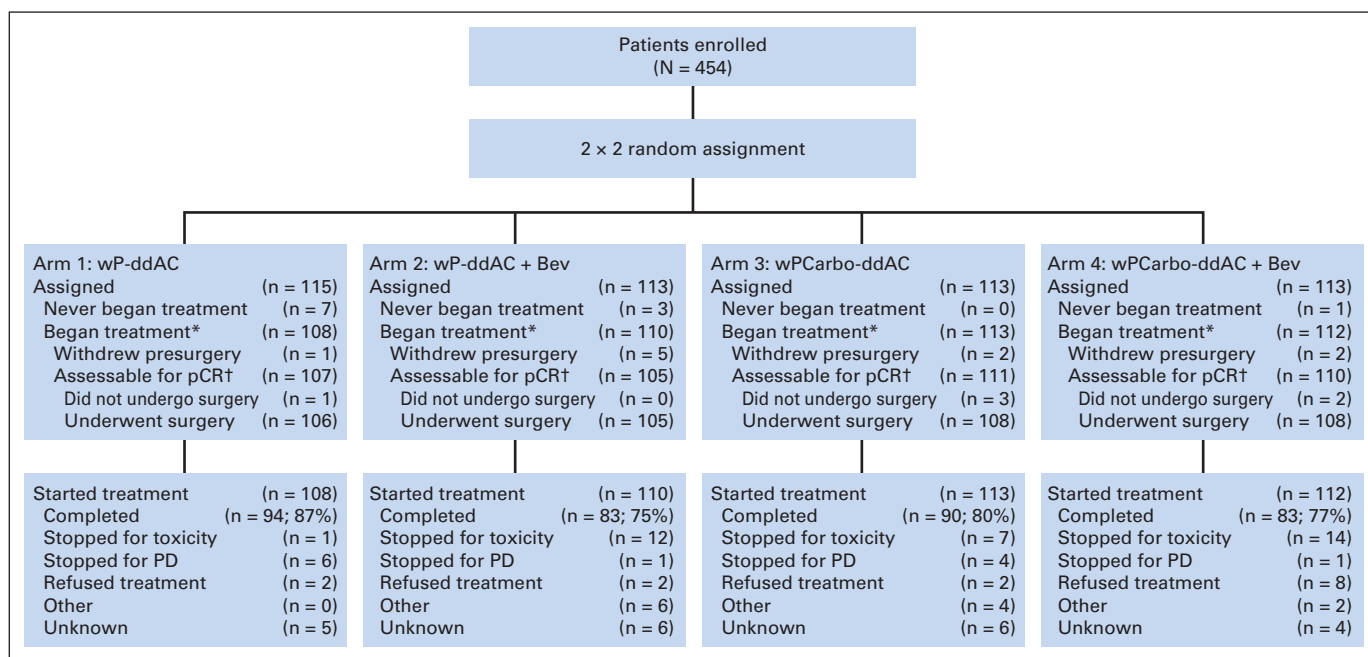 Patients enrolled
(N = 454)
2 × 2 random assignment
Arm 1: wP-ddAC
Assigned (n = 115)
Never began treatment (n = 7)
Began treatment* (n = 108)
Withdrew presurgery (n = 1)
Assessable for pCR† (n = 107)
Did not undergo surgery (n = 1)
Underwent surgery (n = 106)
Arm 2: wP-ddAC + Bev
Assigned (n = 113)
Never began treatment (n = 3)
Began treatment* (n = 110)
Withdrew presurgery (n = 5)
Assessable for pCR† (n = 105)
Did not undergo surgery (n = 0)
Underwent surgery (n = 105)
Arm 3: wPCarbo-ddAC
Assigned (n = 113)
Never began treatment (n = 0)
Began treatment* (n = 113)
Withdrew presurgery (n = 2)
Assessable for pCR† (n = 111)
Did not undergo surgery (n = 3)
Underwent surgery (n = 108)
Arm 4: wPCarbo-ddAC + Bev
Assigned (n = 113)
Never began treatment (n = 1)
Began treatment* (n = 112)
Withdrew presurgery (n = 2)
Assessable for pCR† (n = 110)
Did not undergo surgery (n = 2)
Underwent surgery (n = 108)
Started treatment (n = 108)
Completed (n = 94; 87%)
Stopped for toxicity (n = 1)
Stopped for PD (n = 6)
Refused treatment (n = 2)
Other (n = 0)
Unknown (n = 5)
Started treatment (n = 110)
Completed (n = 83; 75%)
Stopped for toxicity (n = 12)
Stopped for PD (n = 1)
Refused treatment (n = 2)
Other (n = 6)
Unknown (n = 6)
Started treatment (n = 113)
Completed (n = 90; 80%)
Stopped for toxicity (n = 7)
Stopped for PD (n = 4)
Refused treatment (n = 2)
Other (n = 4)
Unknown (n = 6)
Started treatment (n = 112)
Completed (n = 83; 77%)
Stopped for toxicity (n = 14)
Stopped for PD (n = 1)
Refused treatment (n = 8)
Other (n = 2)
Unknown (n = 4)